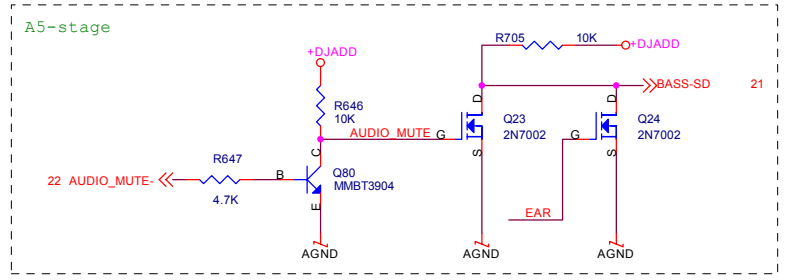 A5-stage
R705
10K
+DJADD
+DJADD
BASS-SD
21
R646
10K
D
D
AUDIO_MUTE
G
Q23
2N7002
G
Q24
2N7002
C
R647
22
AUDIO_MUTE-
B
Q80
MMBT3904
S
S
4.7K
E
EAR
AGND
AGND
AGND